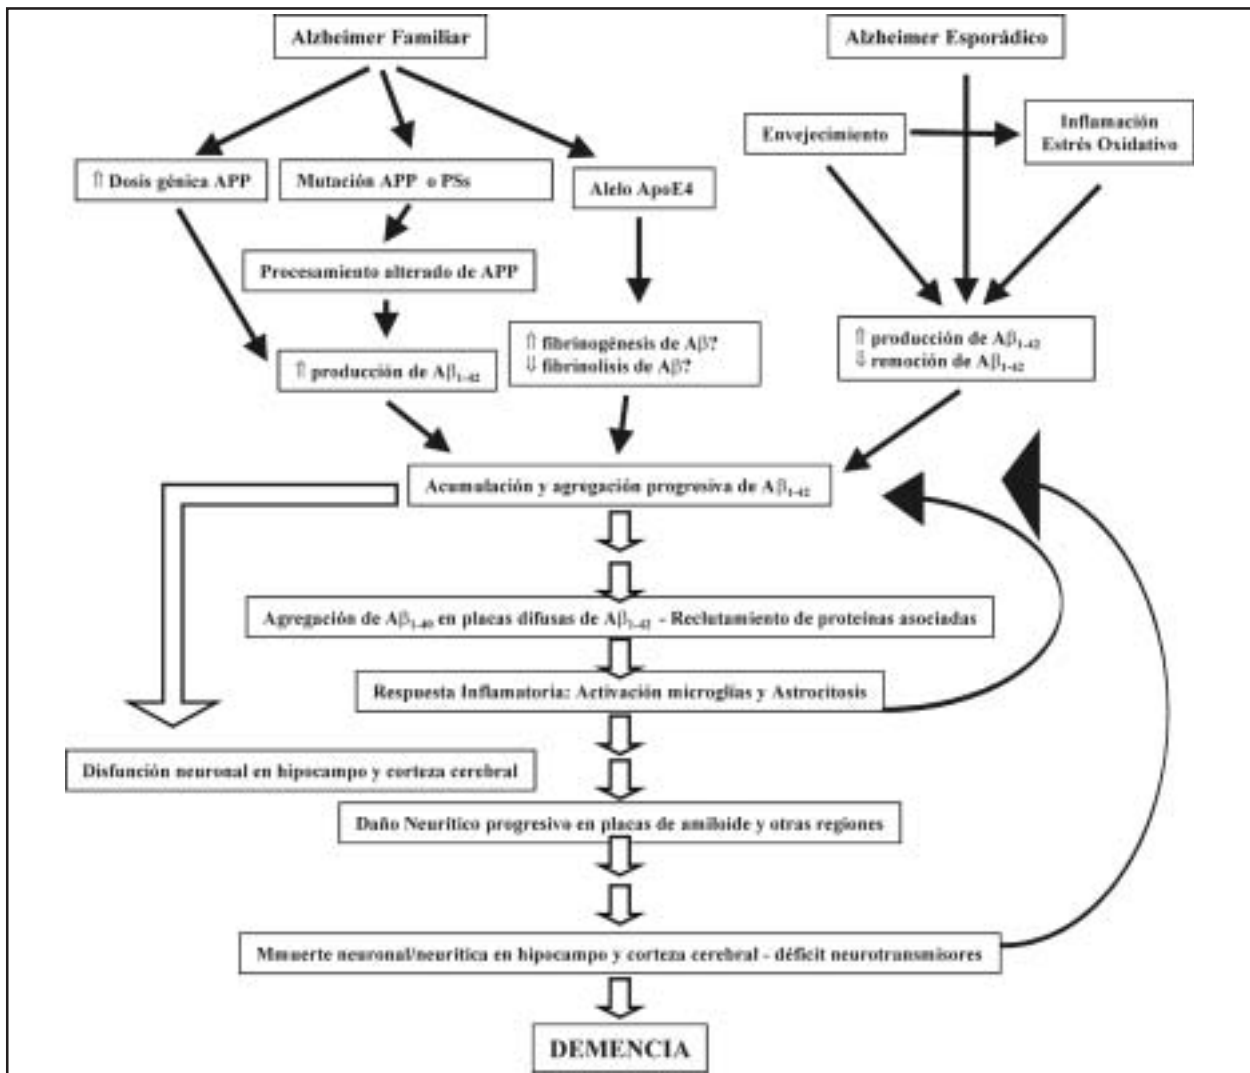 Alzheimer Familiar
Alzheimer Esporádico
Envejecimiento
Inflamación
Estrés Oxidativo
⇑ Dosis génica APP
Mutación APP o PSs
Alelo ApoE4
Procesamiento alterado de APP
⇑ producción de Aβ₁₋₄₂
⇑ fibrinogénesis de Aβ?
⇓ fibrinolisis de Aβ?
⇑ producción de Aβ₁₋₄₂
⇓ remoción de Aβ₁₋₄₂
Acumulación y agregación progresiva de Aβ₁₋₄₂
Agregación de Aβ₁₋₄₀ en placas difusas de Aβ₁₋₄₂ - Reclutamiento de proteínas asociadas
Respuesta Inflamatoria: Activación microglías y Astrocitosis
Disfunción neuronal en hipocampo y corteza cerebral
Daño Neurítico progresivo en placas de amiloide y otras regiones
Mmuerte neuronal/neurítica en hipocampo y corteza cerebral - déficit neurotransmisores
DEMENCIA